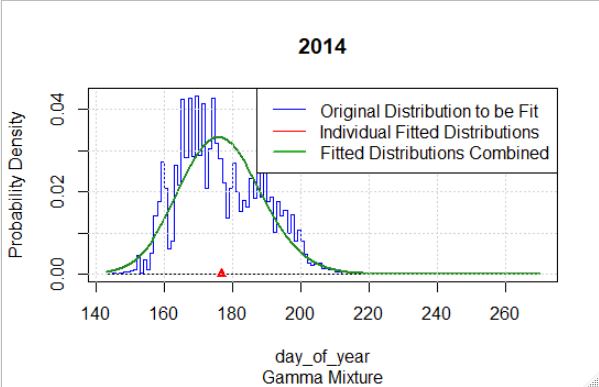 2014
Probability Density
0.04
0.02
0.00
Original Distribution to be Fit
Individual Fitted Distributions
Fitted Distributions Combined
140 160 180 200 220 240 260
day_of_year
Gamma Mixture